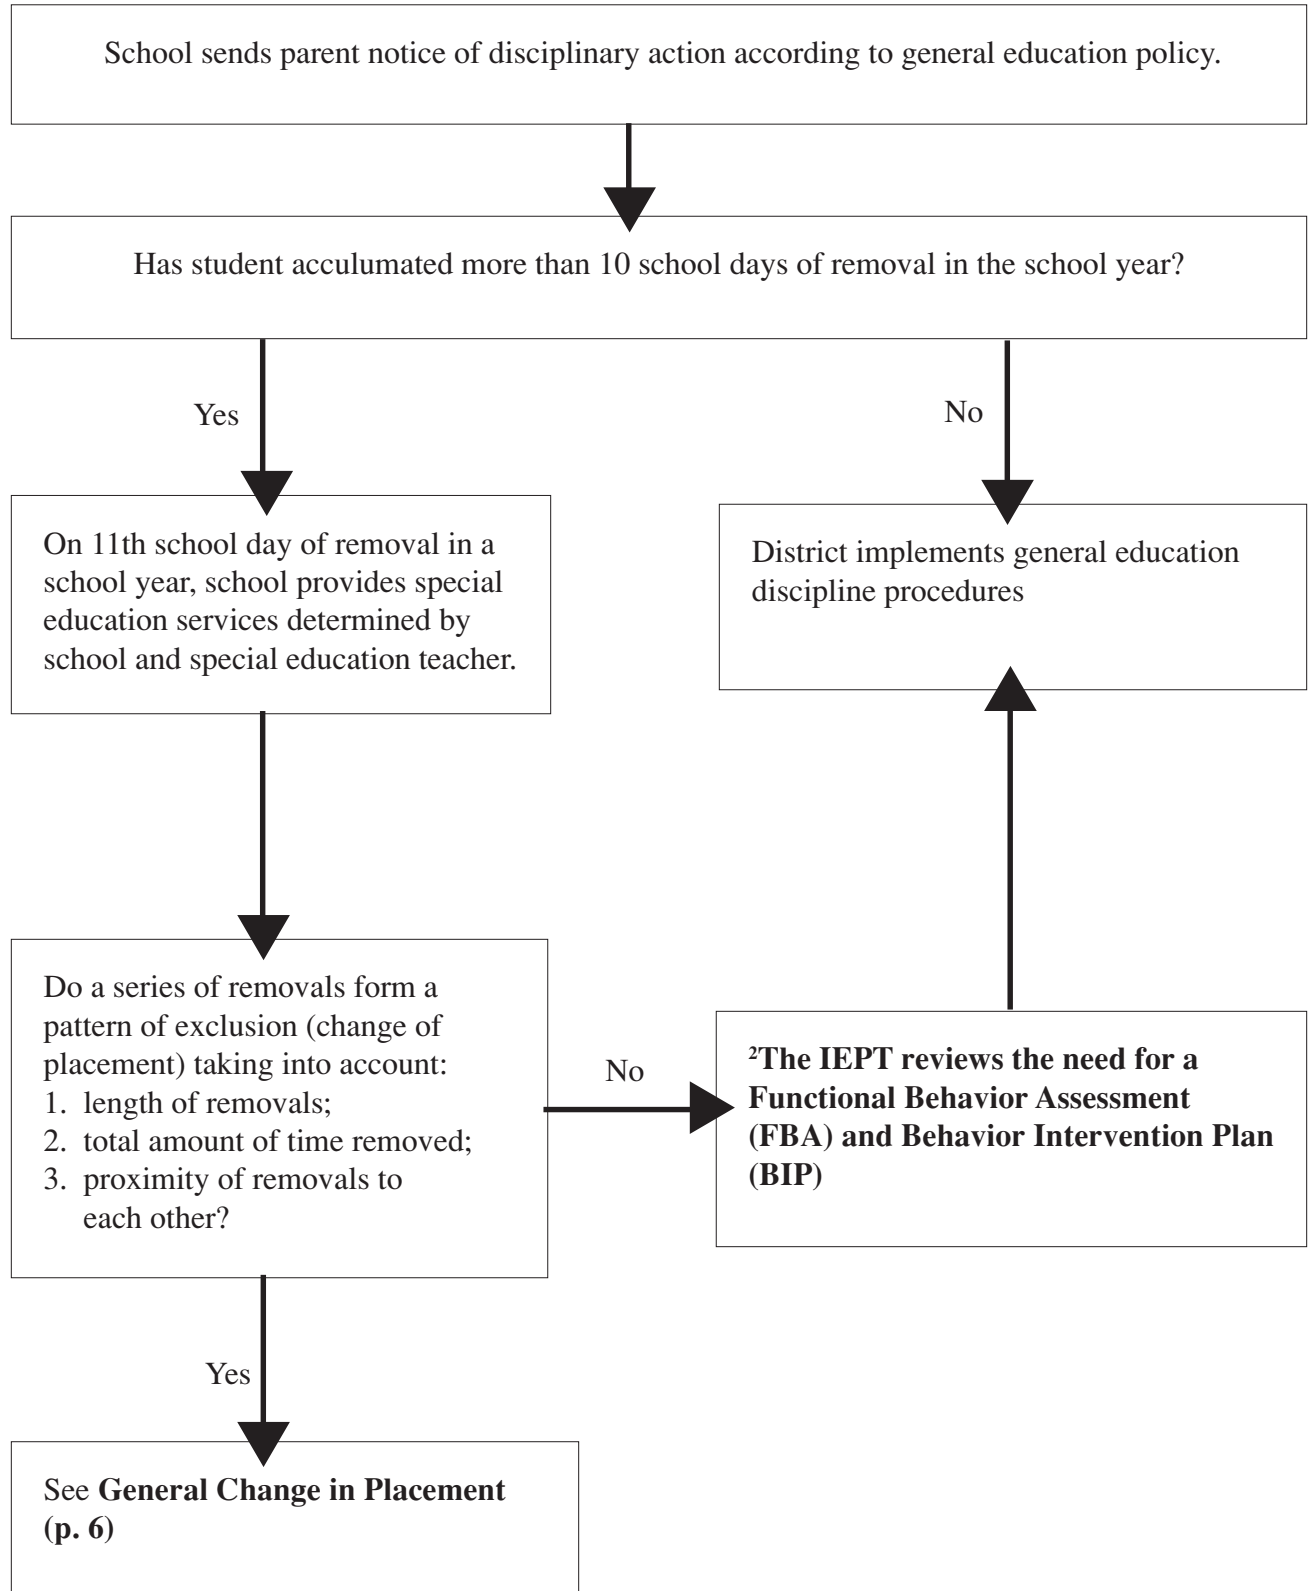 School sends parent notice of disciplinary action according to general education policy.
Has student acculumated more than 10 school days of removal in the school year?
Yes
No
On 11th school day of removal in a
school year, school provides special
education services determined by
school and special education teacher.
District implements general education
discipline procedures
Do a series of removals form a
pattern of exclusion (change of
placement) taking into account:
1. length of removals;
2. total amount of time removed;
3. proximity of removals to
each other?
No
²The IEPT reviews the need for a
Functional Behavior Assessment
(FBA) and Behavior Intervention Plan
(BIP)
Yes
See General Change in Placement
(p. 6)